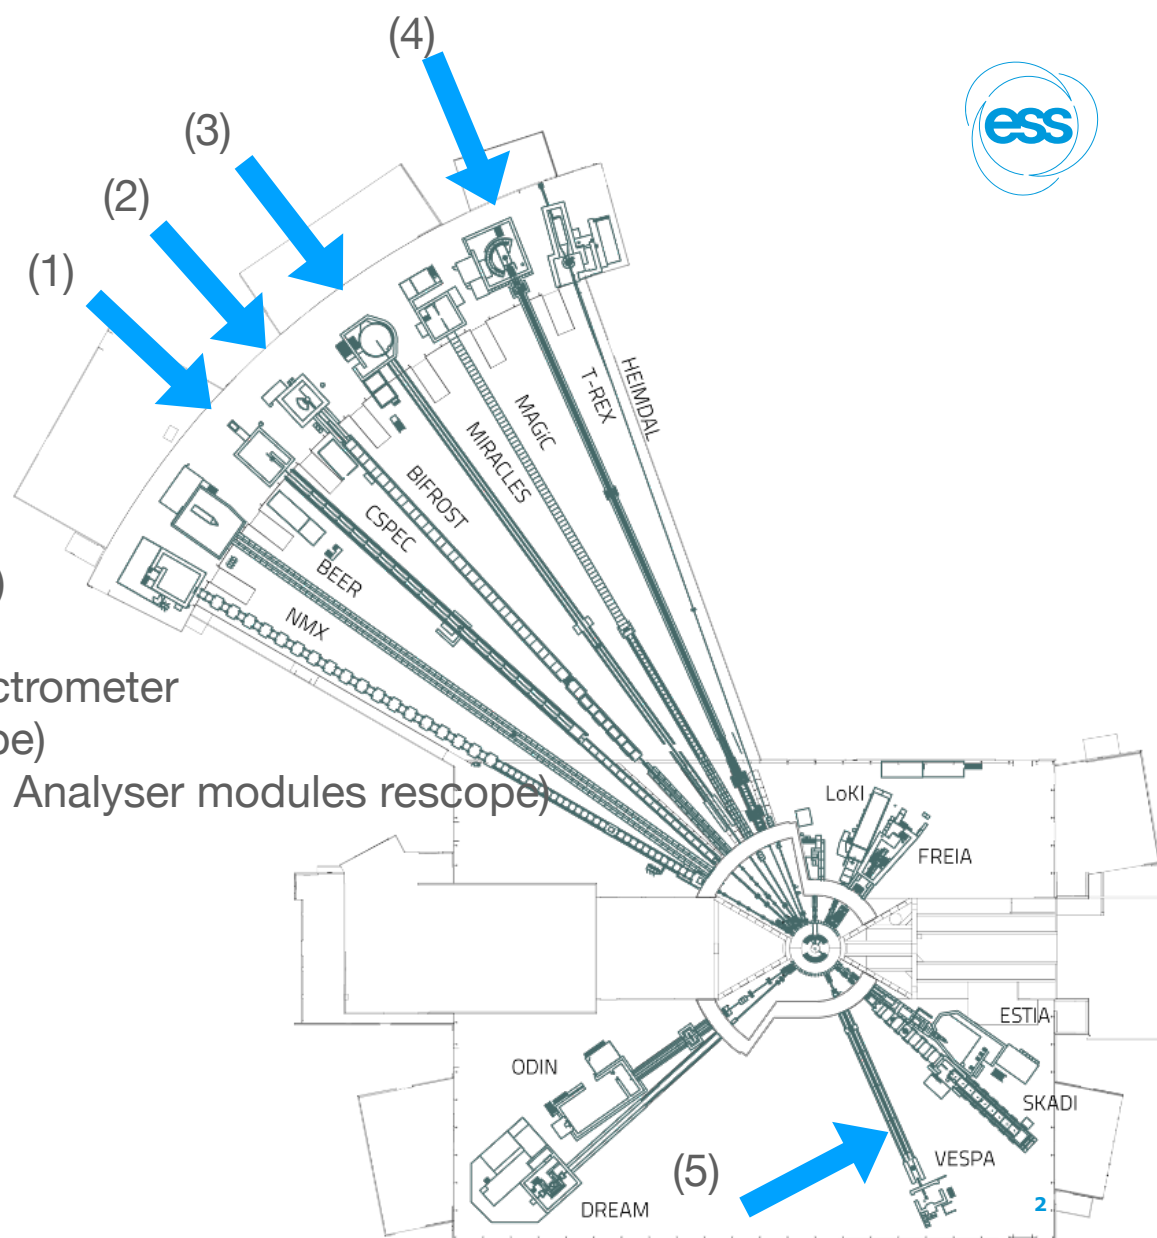 (4)
ess
(3)
(2)
(1)
HEIMDAL
T-REX
MAGiC
MIRACLES
BIFROST
CSPEC
BEER
NMX
)
ctrometer
pe)
Analyser modules rescope)
LoKI
FREIA
ESTIA
ODIN
SKADI
VESPA
(5)
DREAM
2